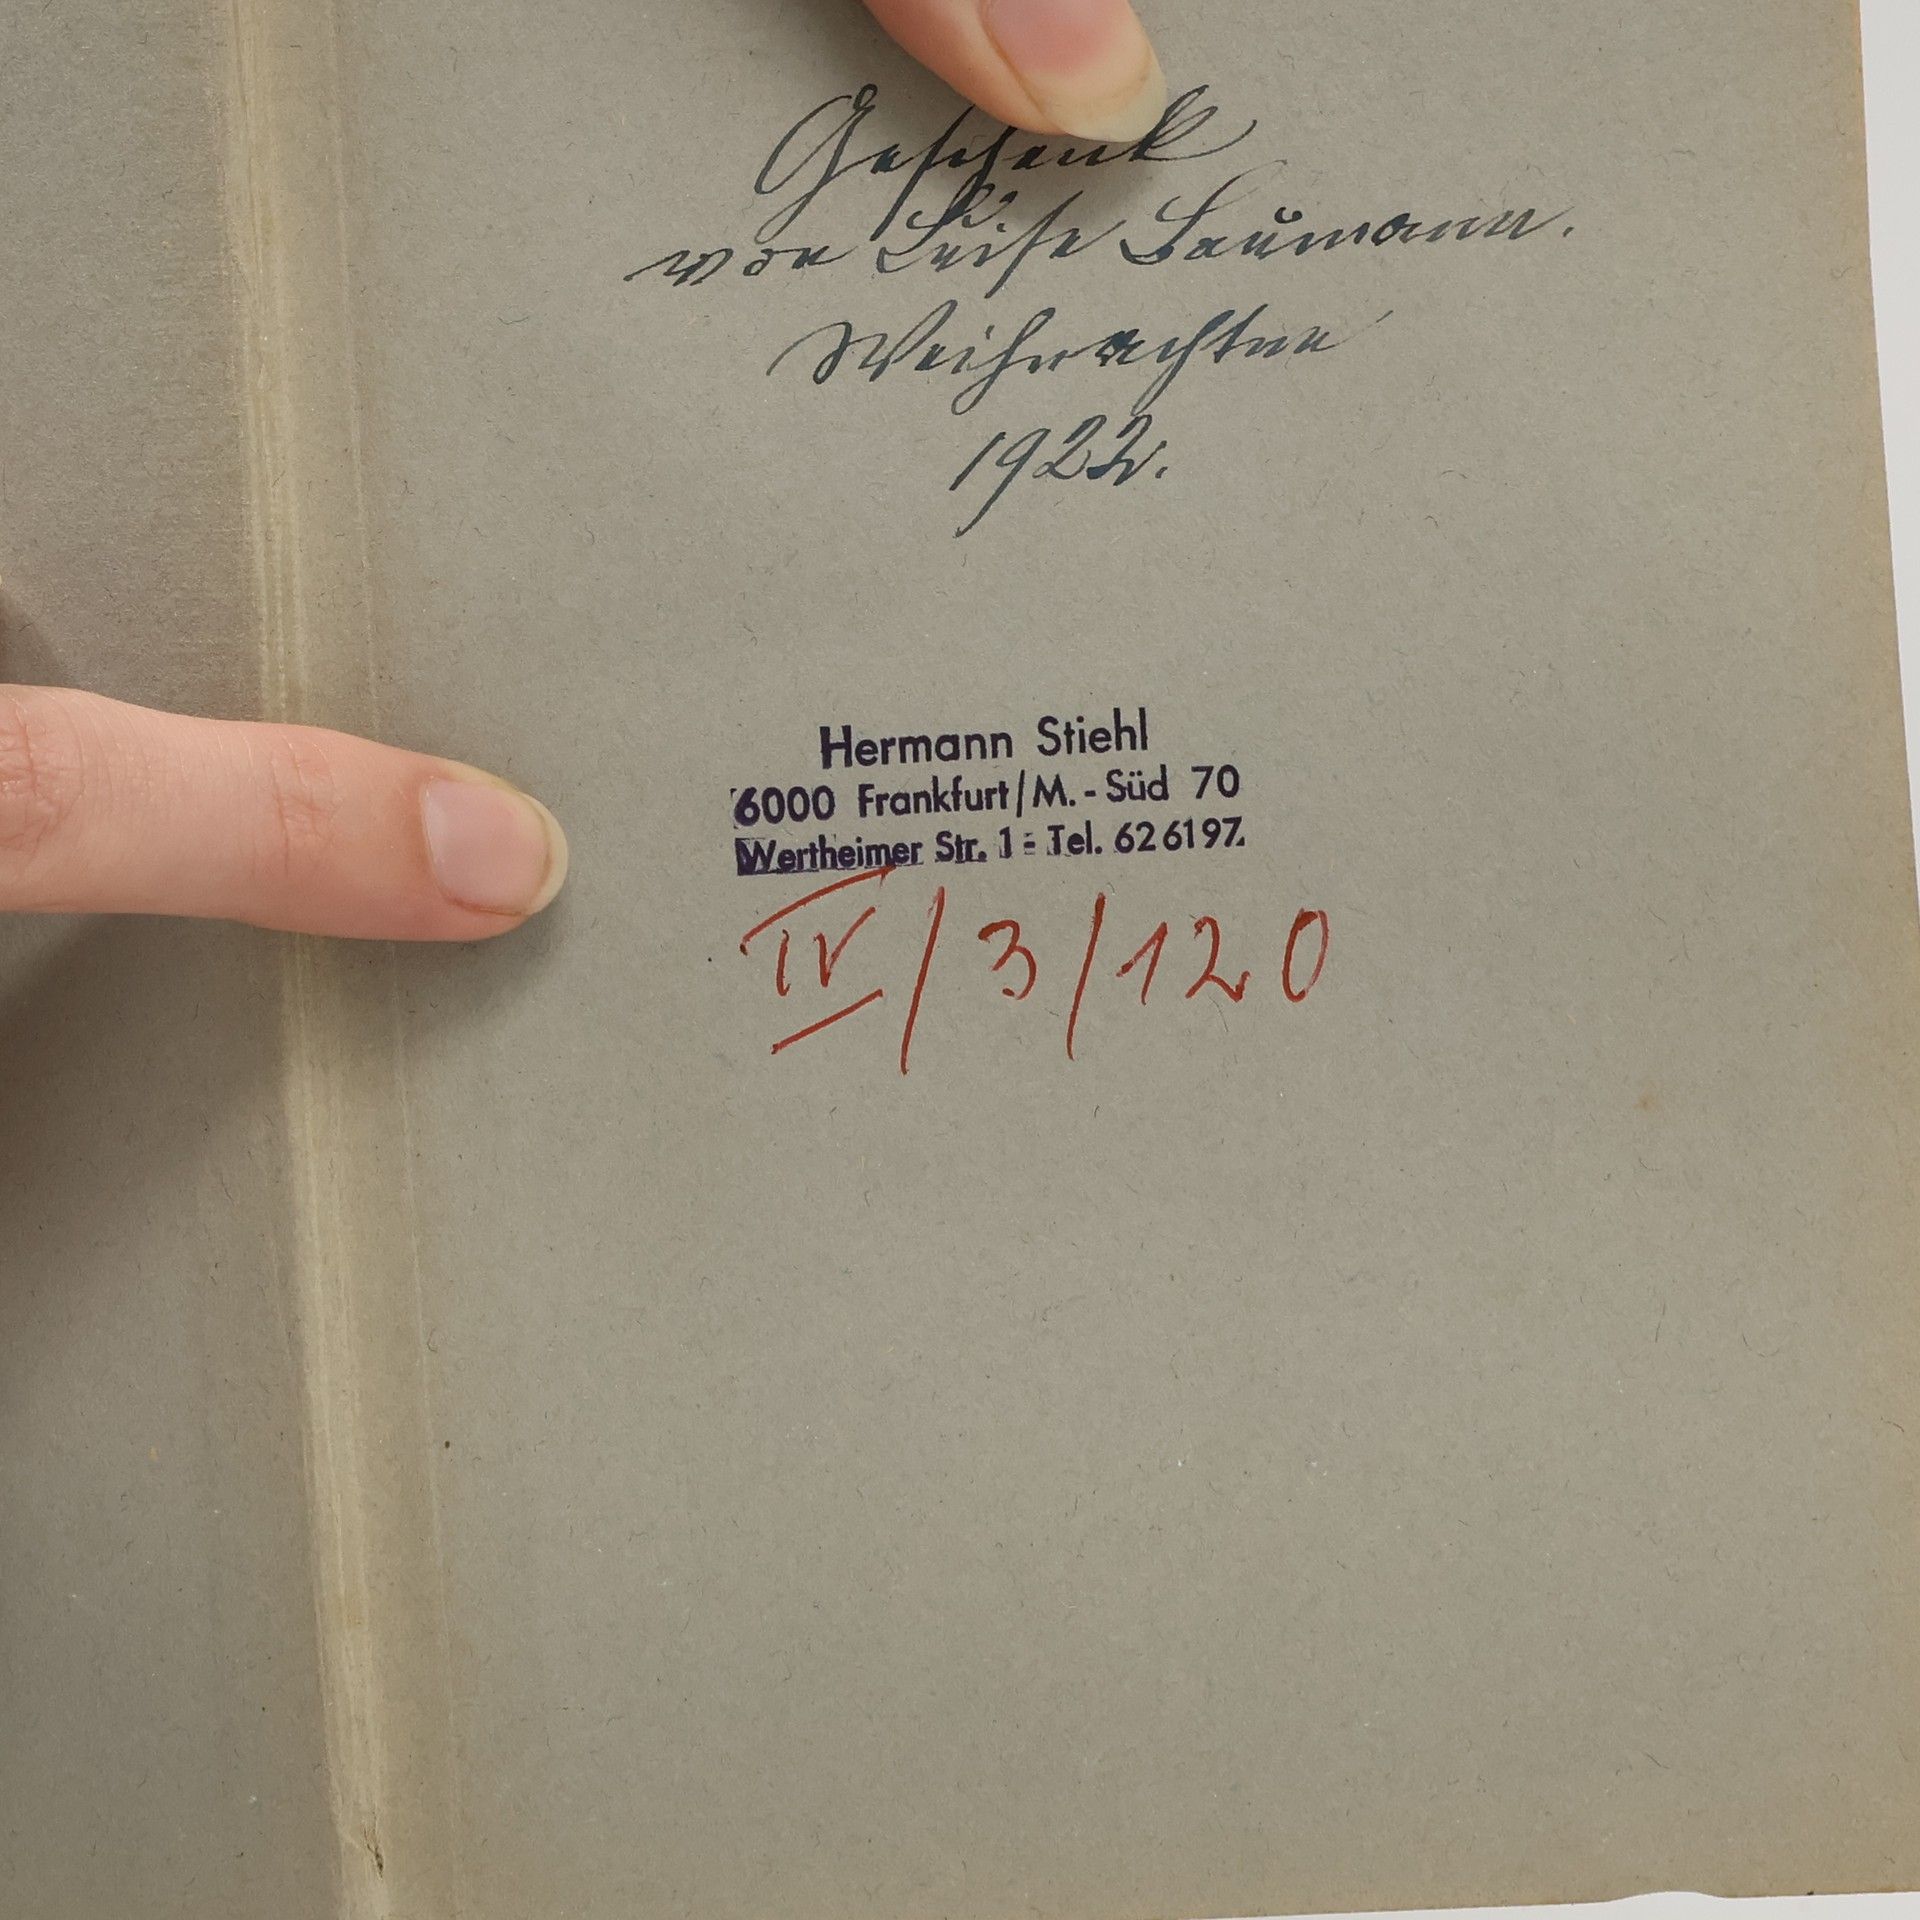 Geschenk
von Luise Baumann.
Weihnachten
1922.
Hermann Stiehl
6000 Frankfurt/M. - Süd 70
Wertheimer Str. 1 - Tel. 626197
IV/3/120